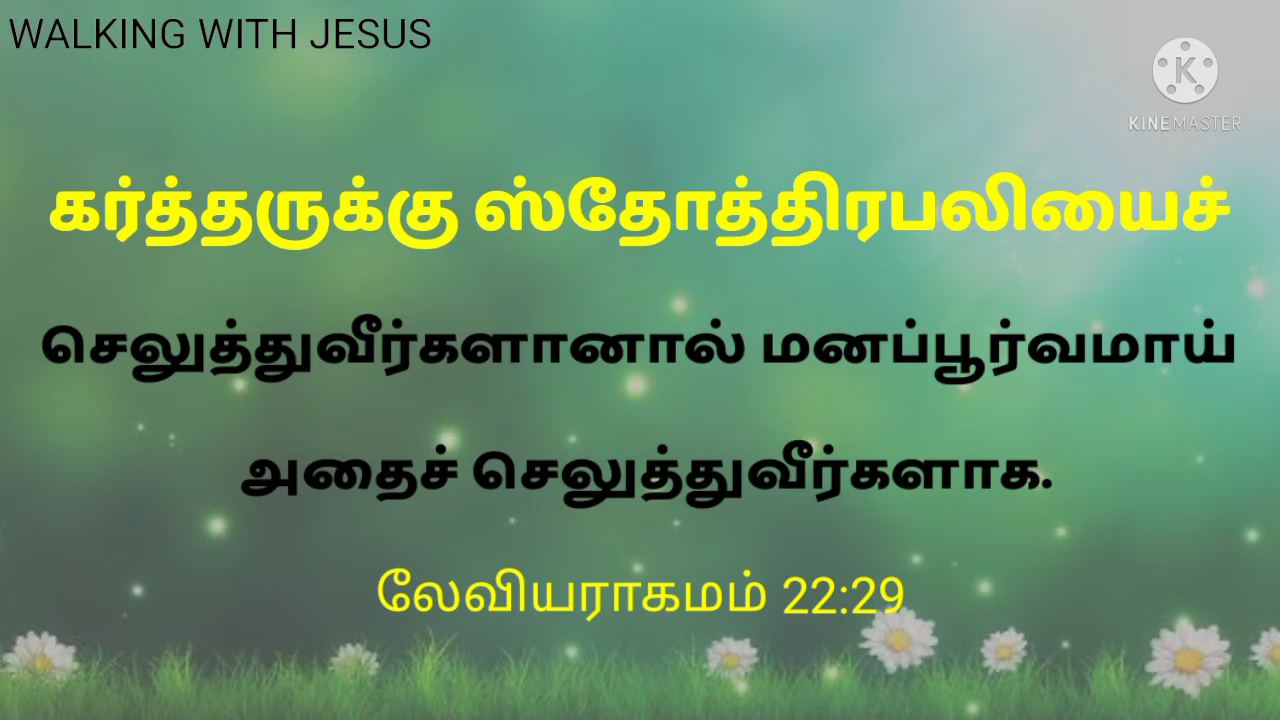 WALKING WITH JESUS
KINEMASTER
கர்த்தருக்கு ஸ்தோத்திரபலியைச்
செலுத்துவீர்களானால் மனப்பூர்வமாய்
அதைச் செலுத்துவீர்களாக.
லேவியராகமம் 22:29